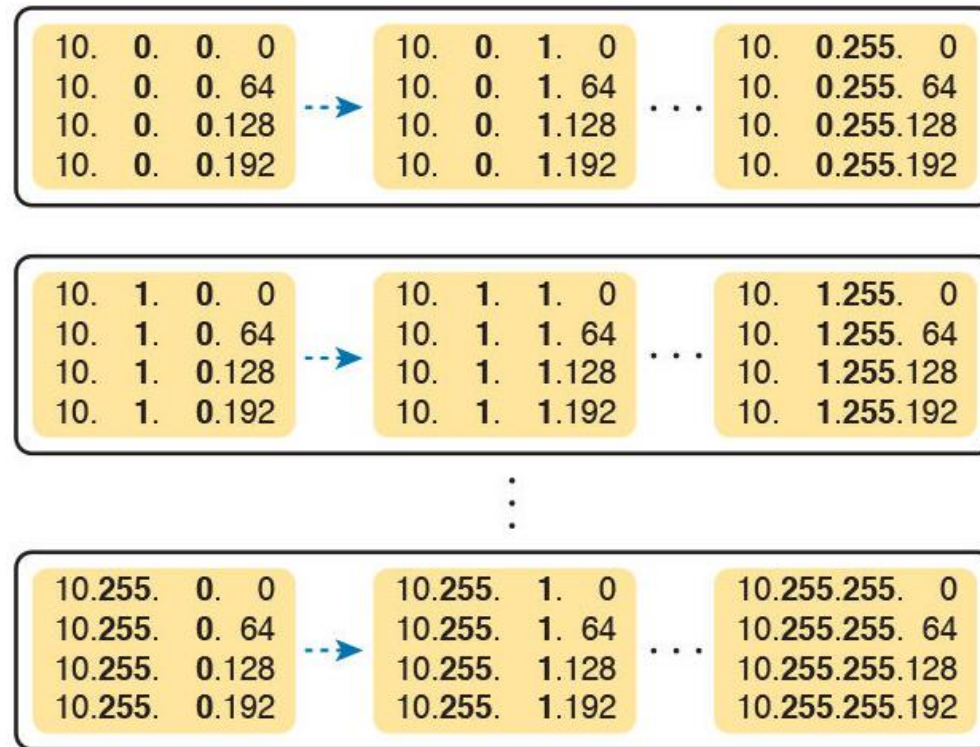 10. 0. 0. 0
10. 0. 0. 64
10. 0. 0.128
10. 0. 0.192
10. 0. 1. 0
10. 0. 1. 64
10. 0. 1.128
10. 0. 1.192
. . .
10. 0.255. 0
10. 0.255. 64
10. 0.255.128
10. 0.255.192
10. 1. 0. 0
10. 1. 0. 64
10. 1. 0.128
10. 1. 0.192
10. 1. 1. 0
10. 1. 1. 64
10. 1. 1.128
10. 1. 1.192
. . .
10. 1.255. 0
10. 1.255. 64
10. 1.255.128
10. 1.255.192
10.255. 0. 0
10.255. 0. 64
10.255. 0.128
10.255. 0.192
10.255. 1. 0
10.255. 1. 64
10.255. 1.128
10.255. 1.192
. . .
10.255.255. 0
10.255.255. 64
10.255.255.128
10.255.255.192